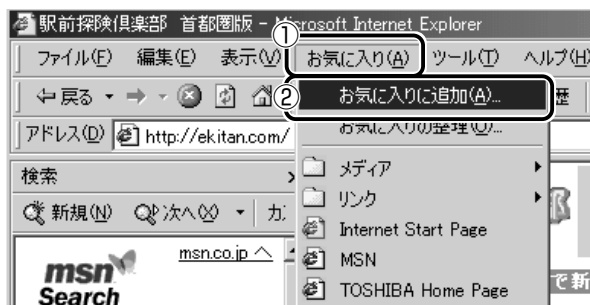 駅前探険倶楽部 首都圏版 - Microsoft Internet Explorer
①
ファイル(F) 編集(E) 表示(V) お気に入り(A) ツール(T) ヘルプ(H)
戻る
② お気に入りに追加(A)...
歴
お気に入りの整理(O)...
アドレス(D) http://ekitan.com/
検索
メディア
新規(N) 次へ
リンク
Internet Start Page
msn.co.jp へ
MSN
msn
Search
TOSHIBA Home Page
で新